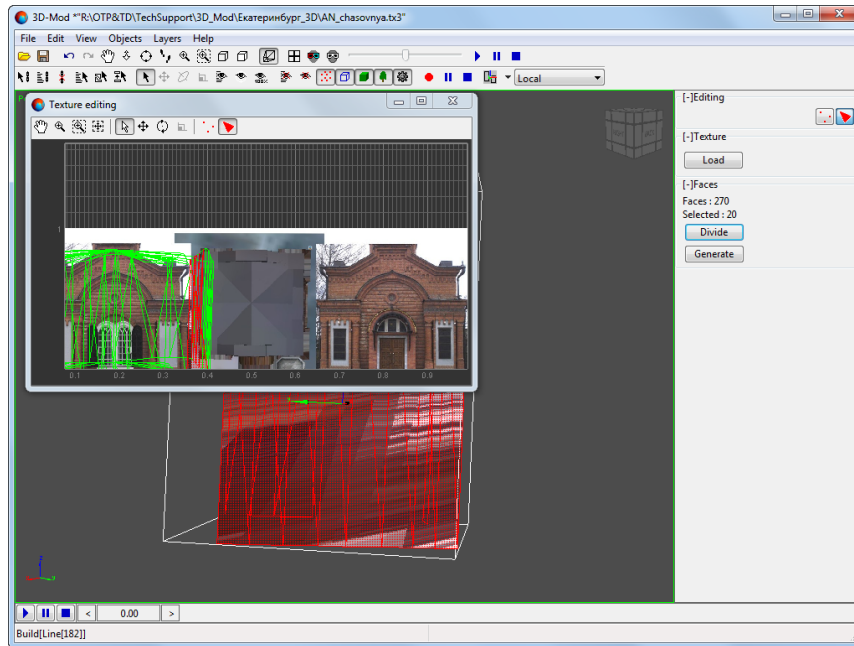 3D-Mod *"R:\OTP&TD\TechSupport\3D_Mod\Екатеринбург_3D\AN_chasovnya.tx3"
File Edit View Objects Layers Help
Local
Texture editing
1
0.1 0.2 0.3 0.4 0.5 0.6 0.7 0.8 0.9
[-]Editing
[-]Texture
Load
[-]Faces
Faces : 270
Selected : 20
Divide
Generate
< 0.00 >
Build[Line[182]]